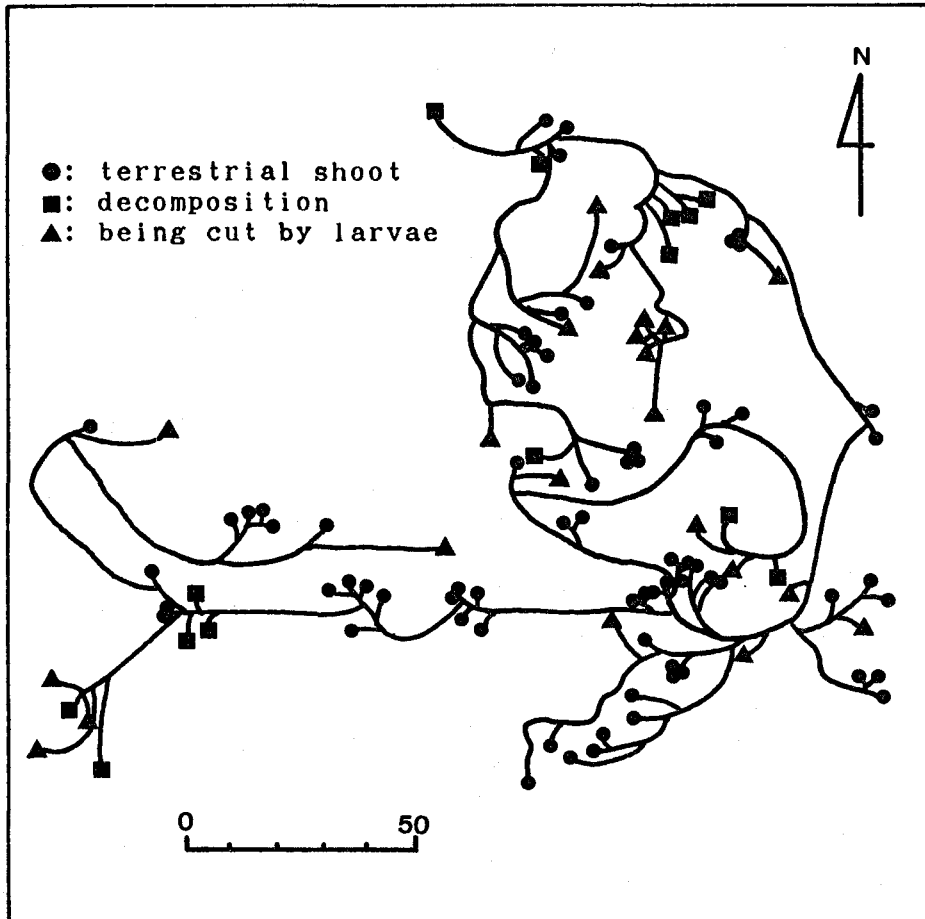 N
●: terrestrial shoot
■: decomposition
▲: being cut by larvae
0 50